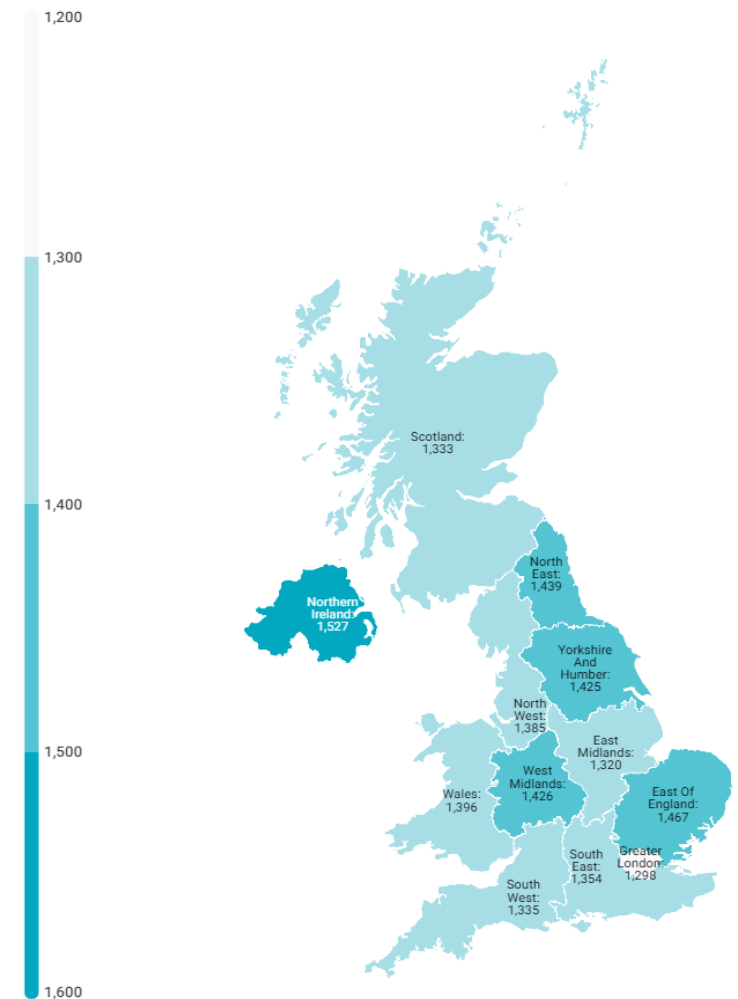 1,200
1,300
1,400
1,500
1,600
Scotland:
1,333
North
East:
1,439
Northern
Ireland:
1,527
Yorkshire
And
Humber:
1,425
North
West:
1,385
East
Midlands:
1,320
West
Midlands:
1,426
Wales:
1,396
East Of
England:
1,467
Greater
London:
1,298
South
East:
1,354
South
West:
1,335